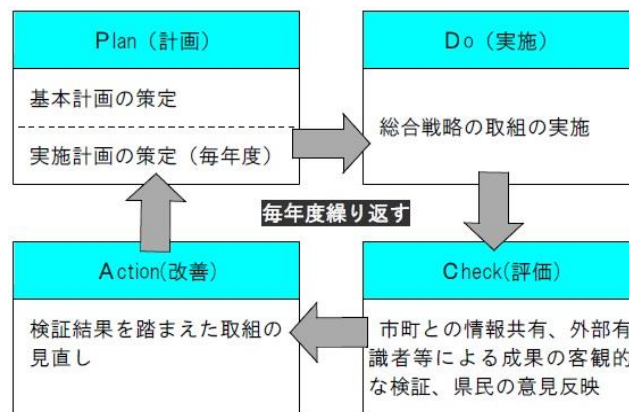 Plan（計画）
基本計画の策定
実施計画の策定（毎年度）
Do（実施）
総合戦略の取組の実施
毎年度繰り返す
Check(評価)
市町との情報共有、外部有
識者等による成果の客観的
な検証、県民の意見反映
Action(改善)
検証結果を踏まえた取組の
見直し